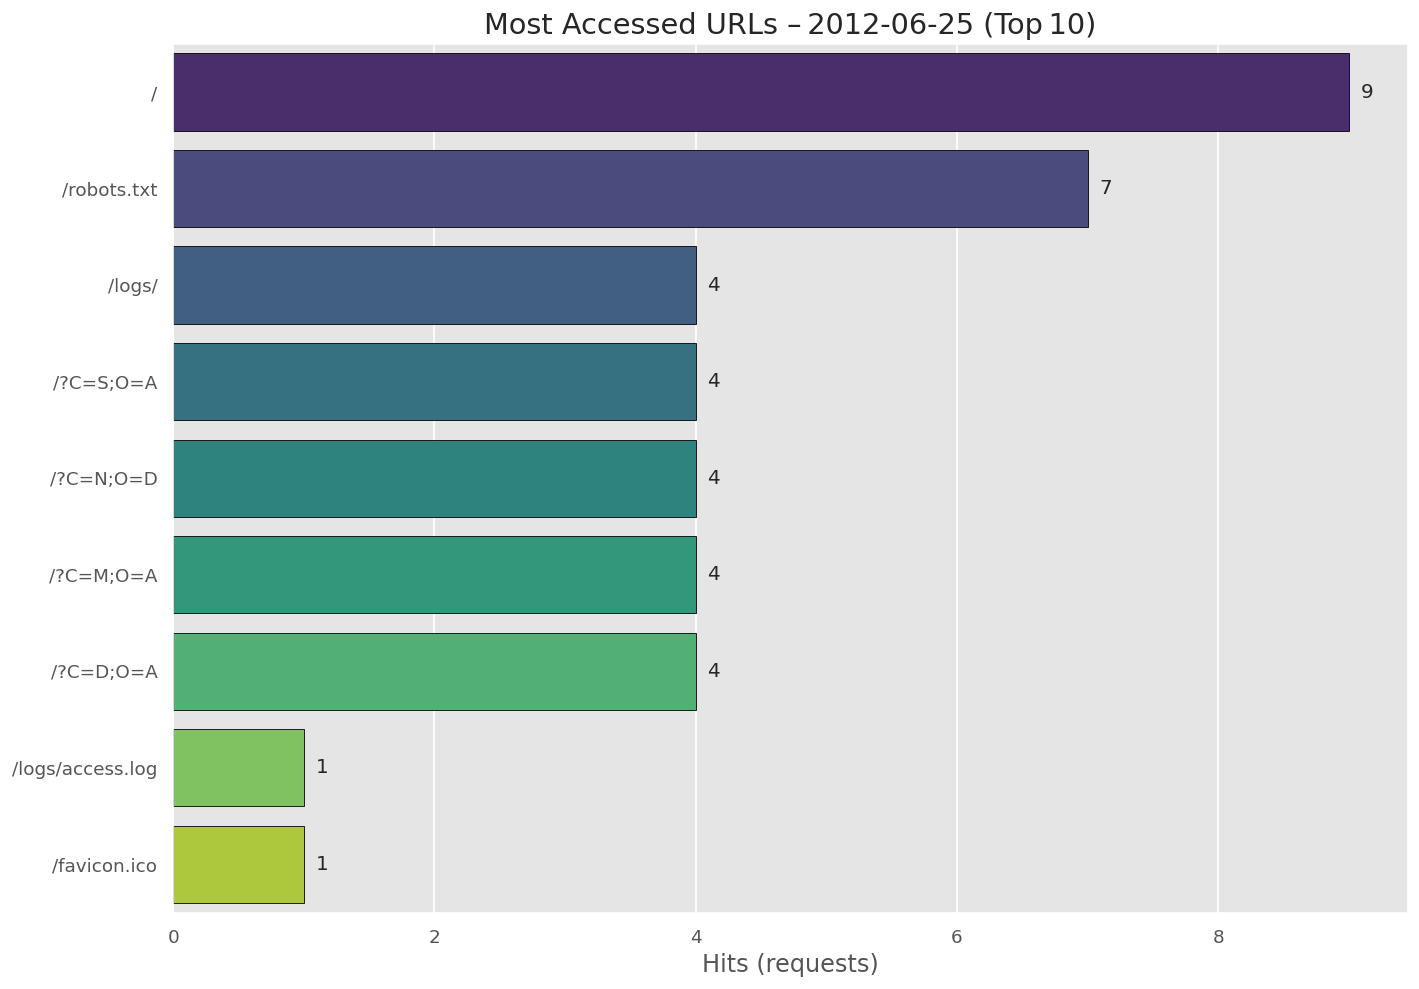 Most Accessed URLs – 2012-06-25 (Top 10)
/ 9
/robots.txt 7
/logs/ 4
/?C=S;O=A 4
/?C=N;O=D 4
/?C=M;O=A 4
/?C=D;O=A 4
/logs/access.log 1
/favicon.ico 1
0 2 4 6 8
Hits (requests)